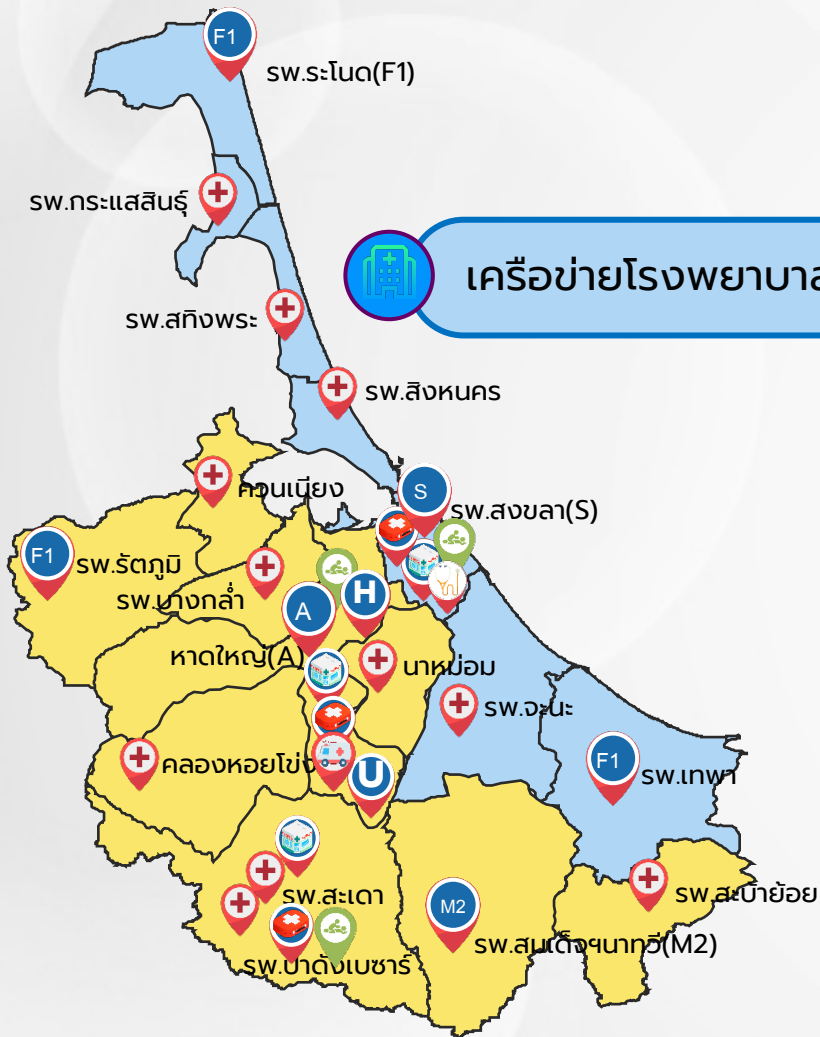 F1
รพ.ระโนด(F1)
รพ.กระแสสินธุ์
เครือข่ายโรงพยาบาล
รพ.สทิงพระ
รพ.สิงหนคร
ควนเนียง
S
รพ.สงขลา(S)
F1
รพ.รัตภูมิ
รพ.บางกล่ำ
H
A
หาดใหญ่(A)
นาหม่อม
รพ.จะนะ
คลองหอยโข่ง
U
F1
รพ.เทพา
รพ.สะเดา
รพ.สะบ้าย้อย
M2
รพ.สมเด็จฯนาทวี(M2)
รพ.ปาดังเบซาร์